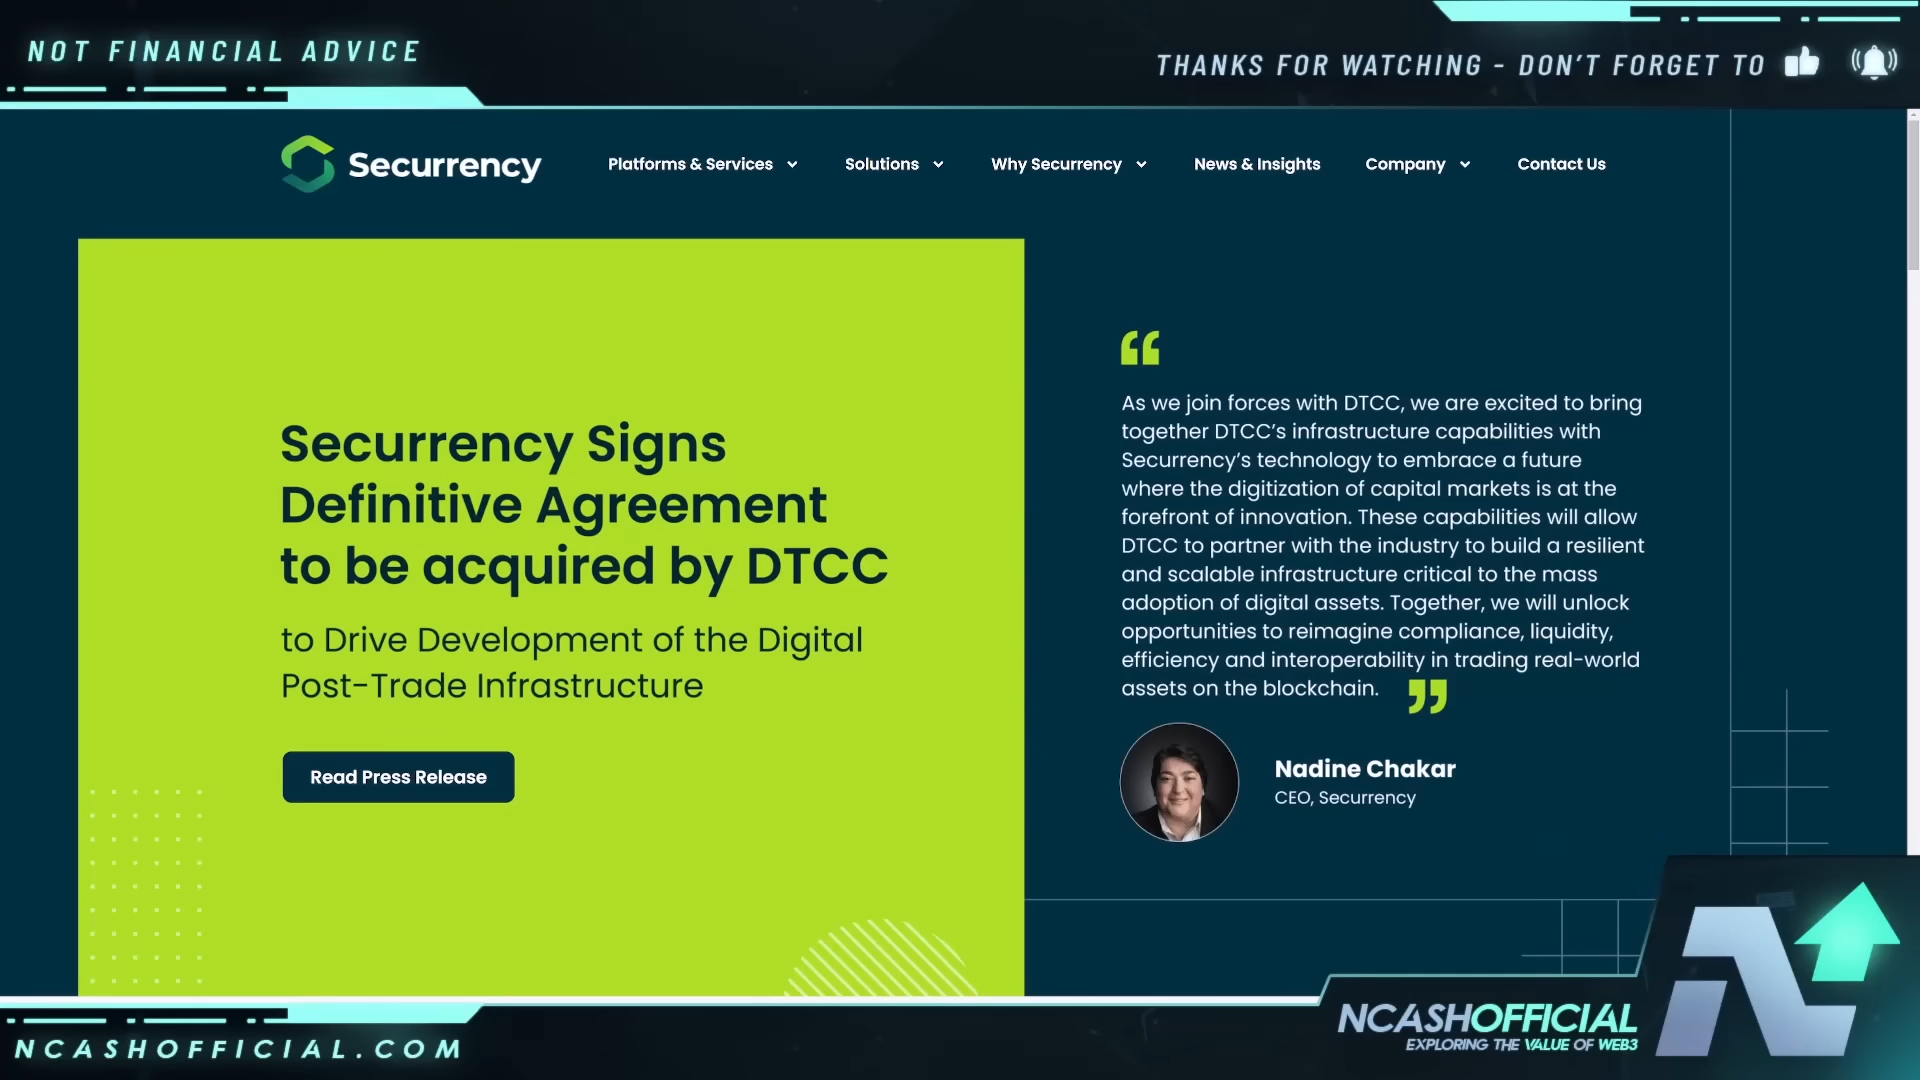 NOT FINANCIAL ADVICE
THANKS FOR WATCHING - DON'T FORGET TO
Securrency
Platforms & Services
Solutions
Why Securrency
News & Insights
Company
Contact Us
Securrency Signs
Definitive Agreement
to be acquired by DTCC
to Drive Development of the Digital
Post-Trade Infrastructure
Read Press Release
“
As we join forces with DTCC, we are excited to bring
together DTCC’s infrastructure capabilities with
Securrency’s technology to embrace a future
where the digitization of capital markets is at the
forefront of innovation. These capabilities will allow
DTCC to partner with the industry to build a resilient
and scalable infrastructure critical to the mass
adoption of digital assets. Together, we will unlock
opportunities to reimagine compliance, liquidity,
efficiency and interoperability in trading real-world
assets on the blockchain. ”
Nadine Chakar
CEO, Securrency
NCASHOFFICIAL.COM
NCASHOFFICIAL
EXPLORING THE VALUE OF WEB3